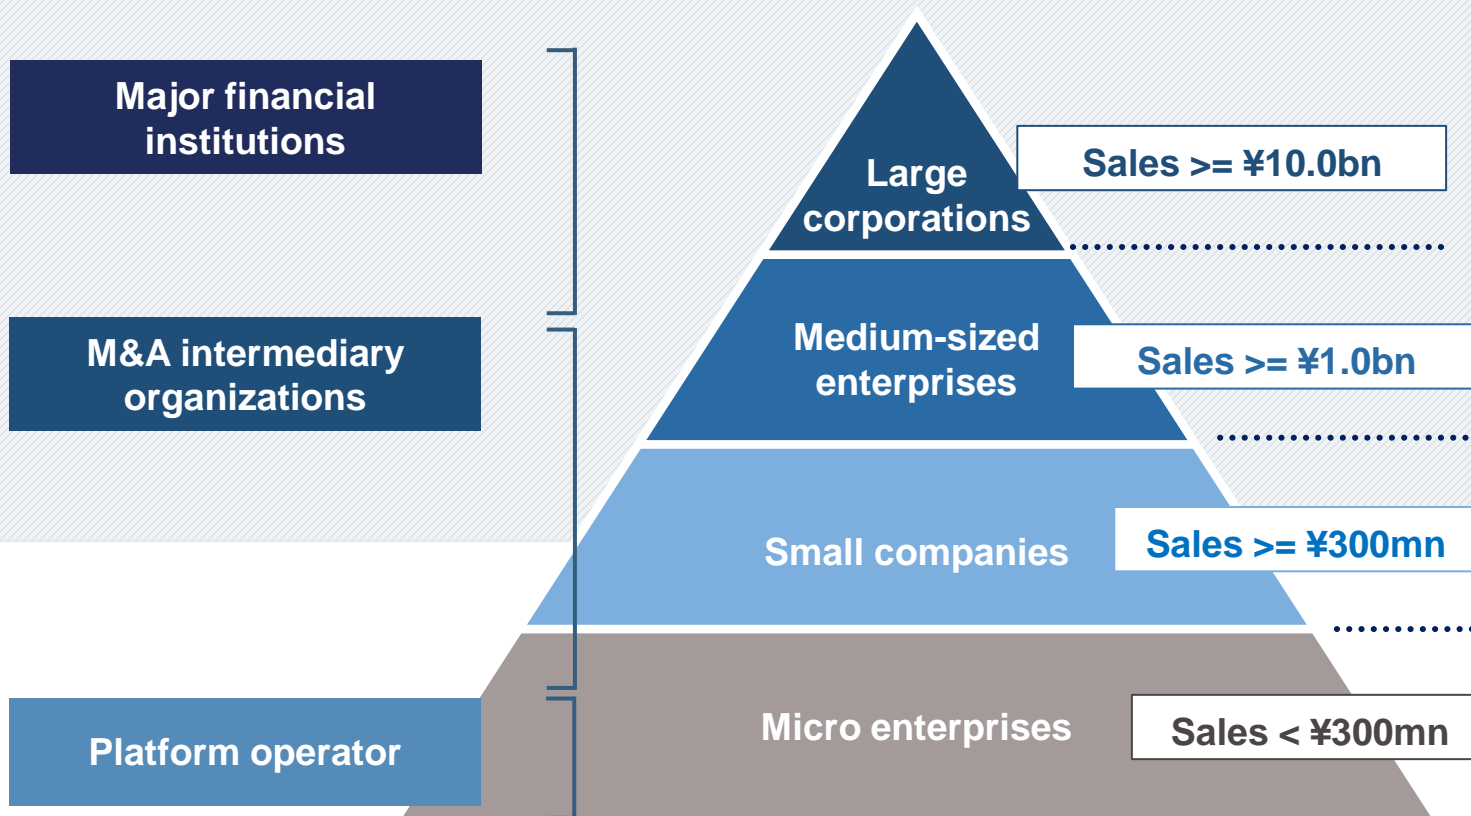 Major financial
institutions
Large
corporations
Sales >= ¥10.0bn
M&A intermediary
organizations
Medium-sized
enterprises
Sales >= ¥1.0bn
Small companies
Sales >= ¥300mn
Platform operator
Micro enterprises
Sales < ¥300mn